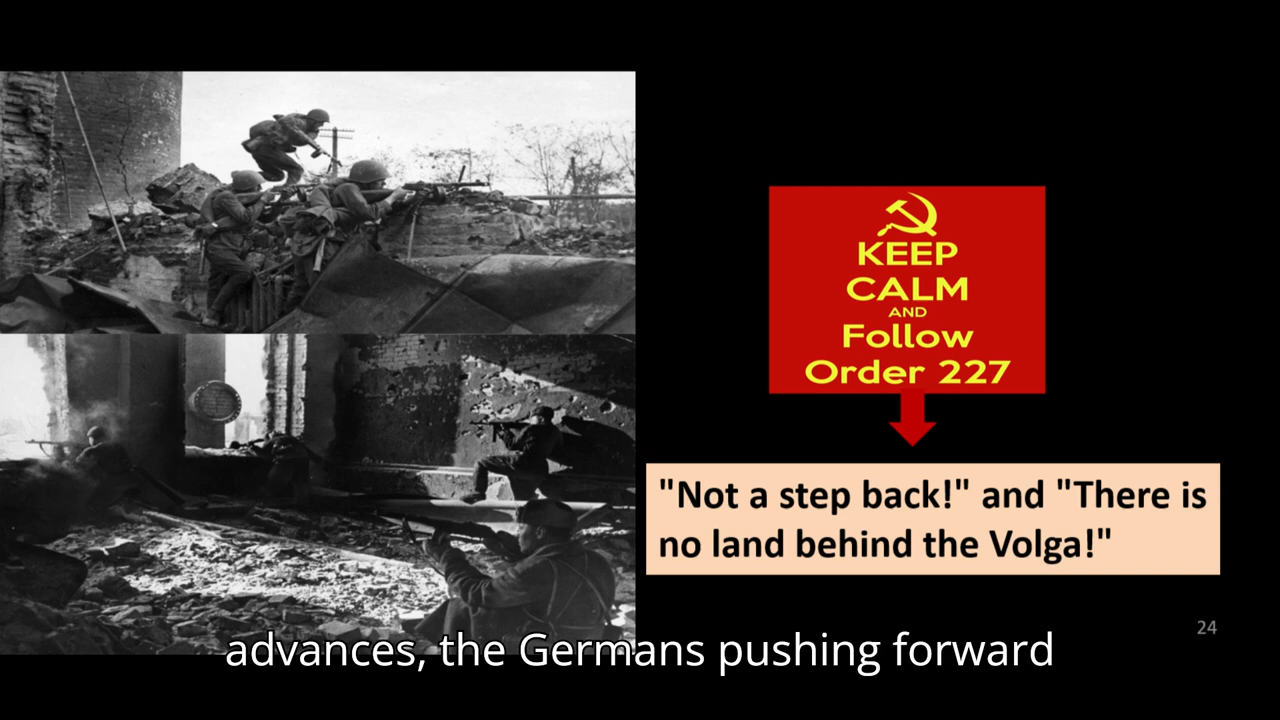 KEEP
CALM
AND
Follow
Order 227
"Not a step back!" and "There is
no land behind the Volga!"
24
advances, the Germans pushing forward